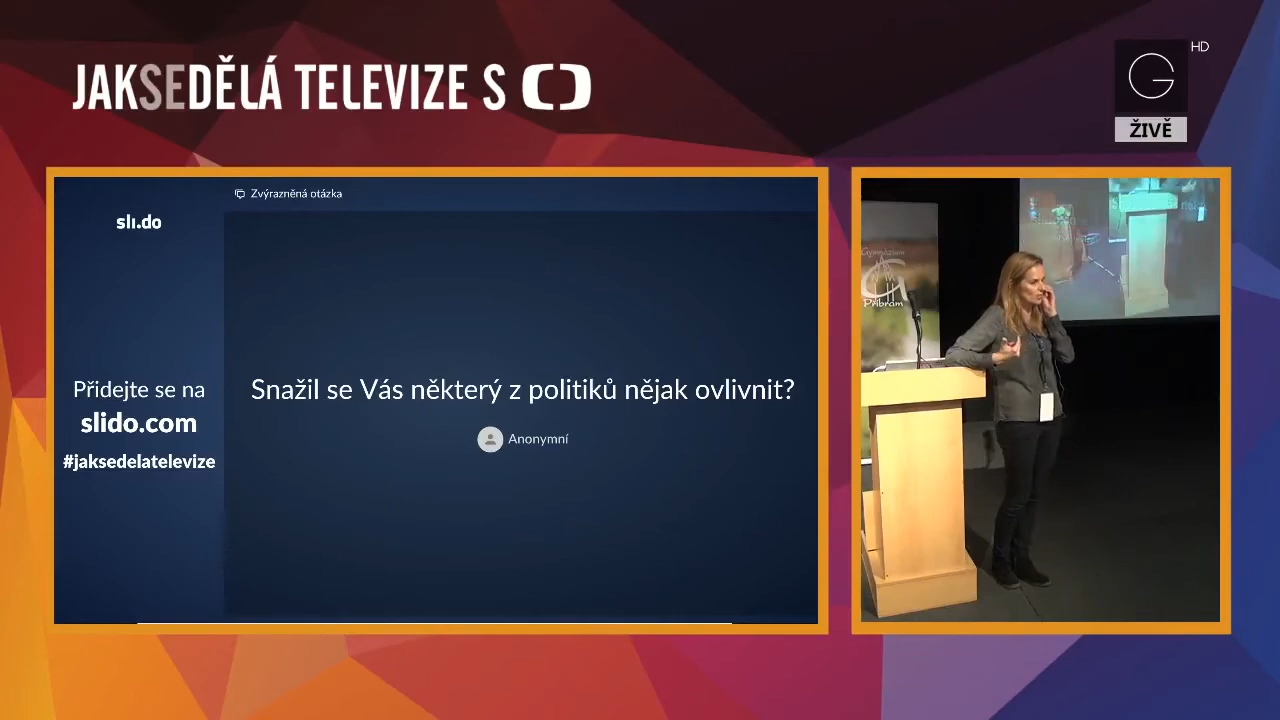 JAKSEDĚLÁ TELEVIZE S
HD
G
ŽIVĚ
Zvýrazněná otázka
sli.do
Přidejte se na
slido.com
#jaksedelatelevize
Snažil se Vás některý z politiků nějak ovlivnit?
Anonymní
Gymnázium
Příbram